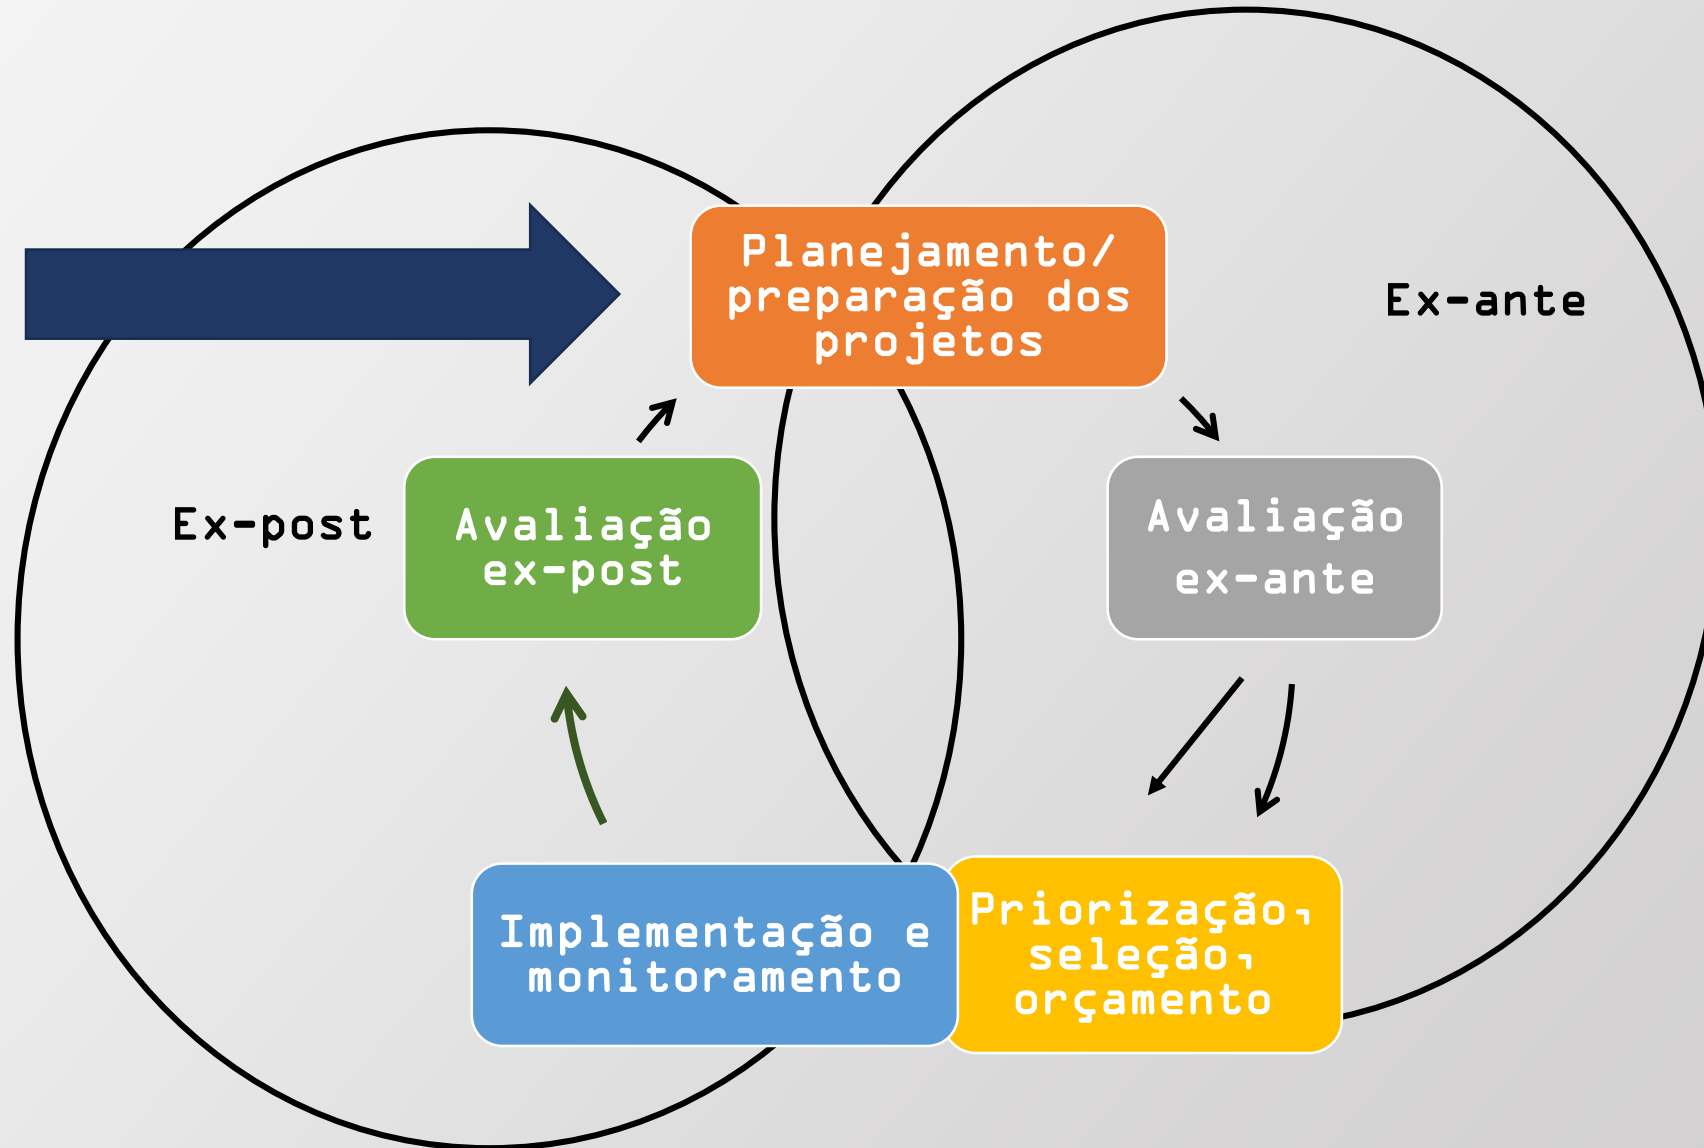 Planejamento/
preparação dos
projetos
Ex-ante
Ex-post
Avaliação
ex-post
Avaliação
ex-ante
Implementação e
monitoramento
Priorização,
seleção,
orçamento